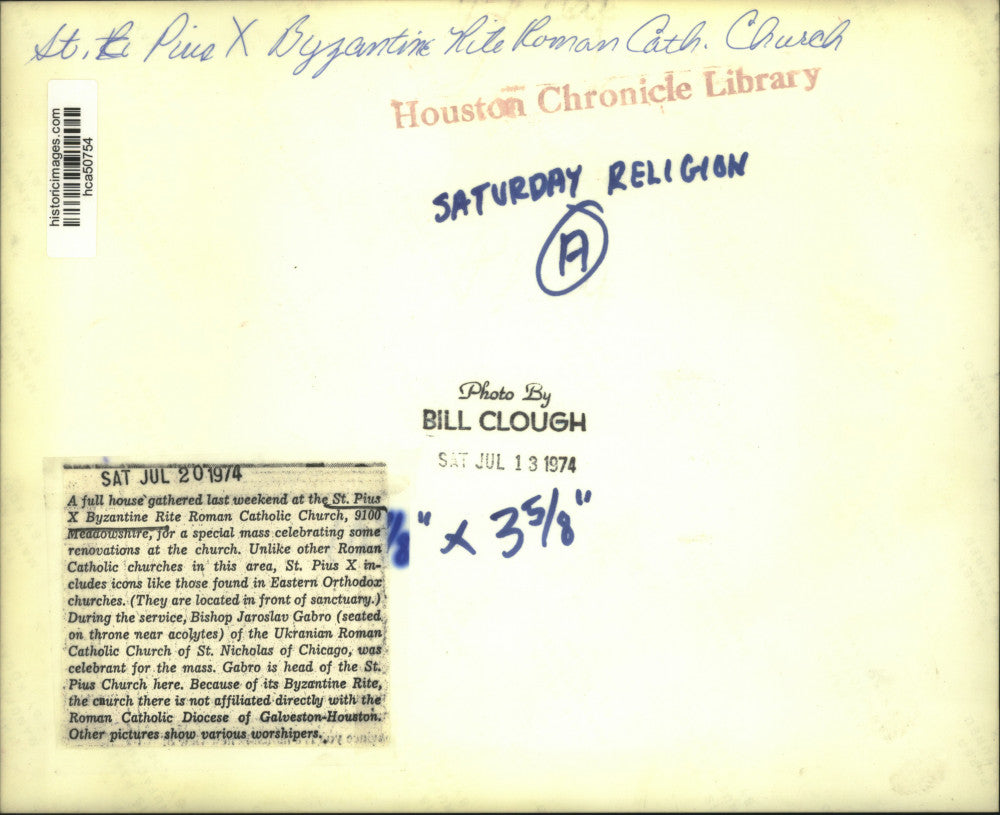 St. Pius X Byzantine Rite Roman Cath. Church
Houston Chronicle Library
historicimages.com
hca50754
SATURDAY RELIGION
A
Photo By
BILL CLOUGH
SAT JUL 13 1974
/8" x 3 5/8"
SAT JUL 20 1974
A full house gathered last weekend at the St. Pius
X Byzantine Rite Roman Catholic Church, 9100
Meadowshire, for a special mass celebrating some
renovations at the church. Unlike other Roman
Catholic churches in this area, St. Pius X in-
cludes icons like those found in Eastern Orthodox
churches. (They are located in front of sanctuary.)
During the service, Bishop Jaroslav Gabro (seated
on throne near acolytes) of the Ukranian Roman
Catholic Church of St. Nicholas of Chicago, was
celebrant for the mass. Gabro is head of the St.
Pius Church here. Because of its Byzantine Rite,
the church there is not affiliated directly with the
Roman Catholic Diocese of Galveston-Houston.
Other pictures show various worshipers.